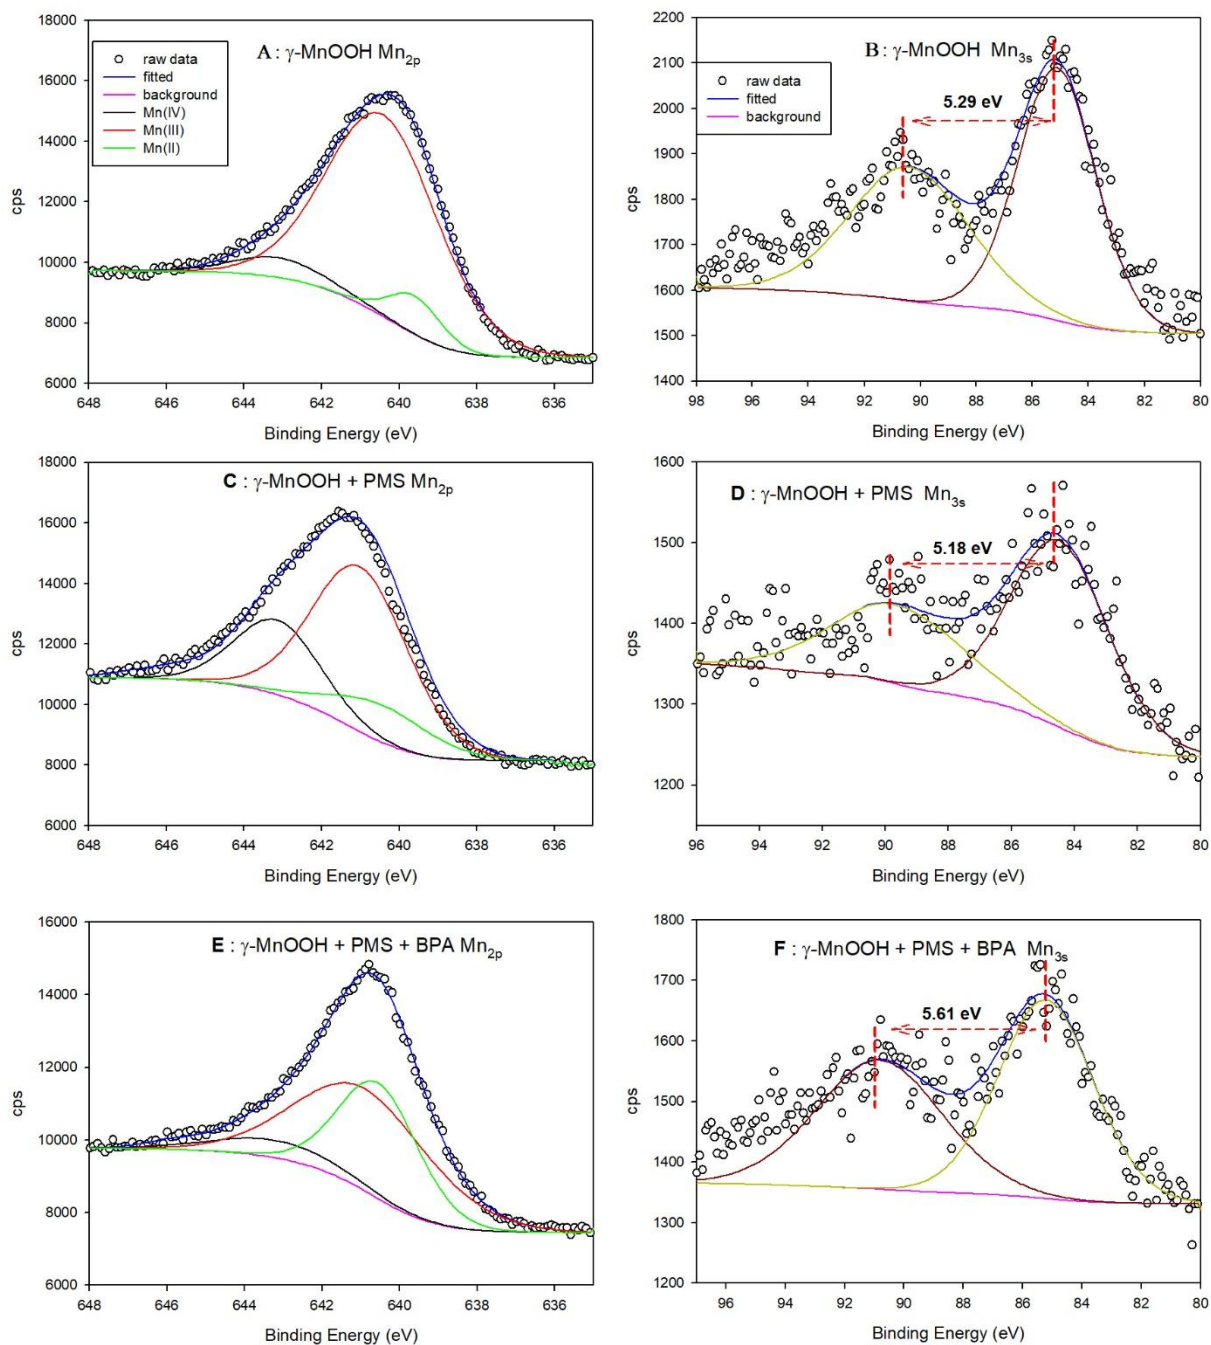 A : γ-MnOOH Mn2p
raw data
fitted
background
Mn(IV)
Mn(III)
Mn(II)
18000
16000
14000
12000
10000
8000
6000
cps
648 646 644 642 640 638 636
Binding Energy (eV)
B : γ-MnOOH Mn3s
raw data
fitted
background
5.29 eV
2200
2100
2000
1900
1800
1700
1600
1500
1400
cps
98 96 94 92 90 88 86 84 82 80
Binding Energy (eV)
C : γ-MnOOH + PMS Mn2p
18000
16000
14000
12000
10000
8000
6000
cps
648 646 644 642 640 638 636
Binding Energy (eV)
D : γ-MnOOH + PMS Mn3s
5.18 eV
1600
1500
1400
1300
1200
cps
96 94 92 90 88 86 84 82 80
Binding Energy (eV)
E : γ-MnOOH + PMS + BPA Mn2p
16000
14000
12000
10000
8000
6000
cps
648 646 644 642 640 638 636
Binding Energy (eV)
F : γ-MnOOH + PMS + BPA Mn3s
5.61 eV
1800
1700
1600
1500
1400
1300
1200
cps
96 94 92 90 88 86 84 82 80
Binding Energy (eV)